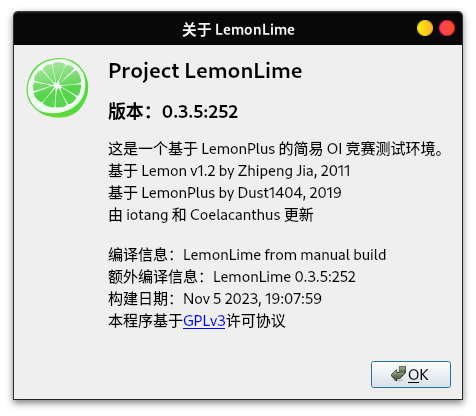 关于 LemonLime
Project LemonLime
版本：0.3.5:252
这是一个基于 LemonPlus 的简易 OI 竞赛测试环境。
基于 Lemon v1.2 by Zhipeng Jia, 2011
基于 LemonPlus by Dust1404, 2019
由 iotang 和 Coelacanthus 更新
编译信息：LemonLime from manual build
额外编译信息：LemonLime 0.3.5:252
构建日期：Nov 5 2023, 19:07:59
本程序基于GPLv3许可协议
OK